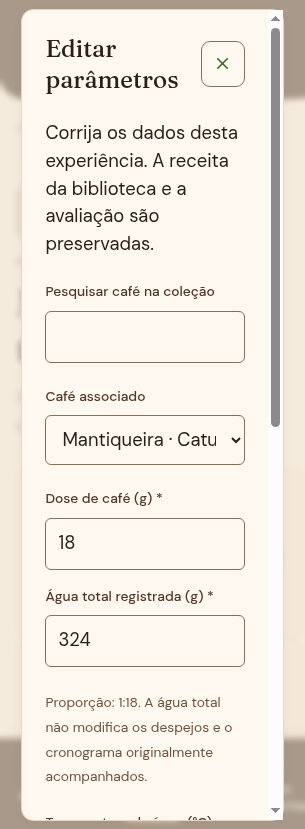 Editar
parâmetros
Corrija os dados desta
experiência. A receita
da biblioteca e a
avaliação são
preservadas.
Pesquisar café na coleção
Café associado
Mantiqueira · Catu
Dose de café (g) *
18
Água total registrada (g) *
324
Proporção: 1:18. A água total
não modifica os despejos e o
cronograma originalmente
acompanhados.